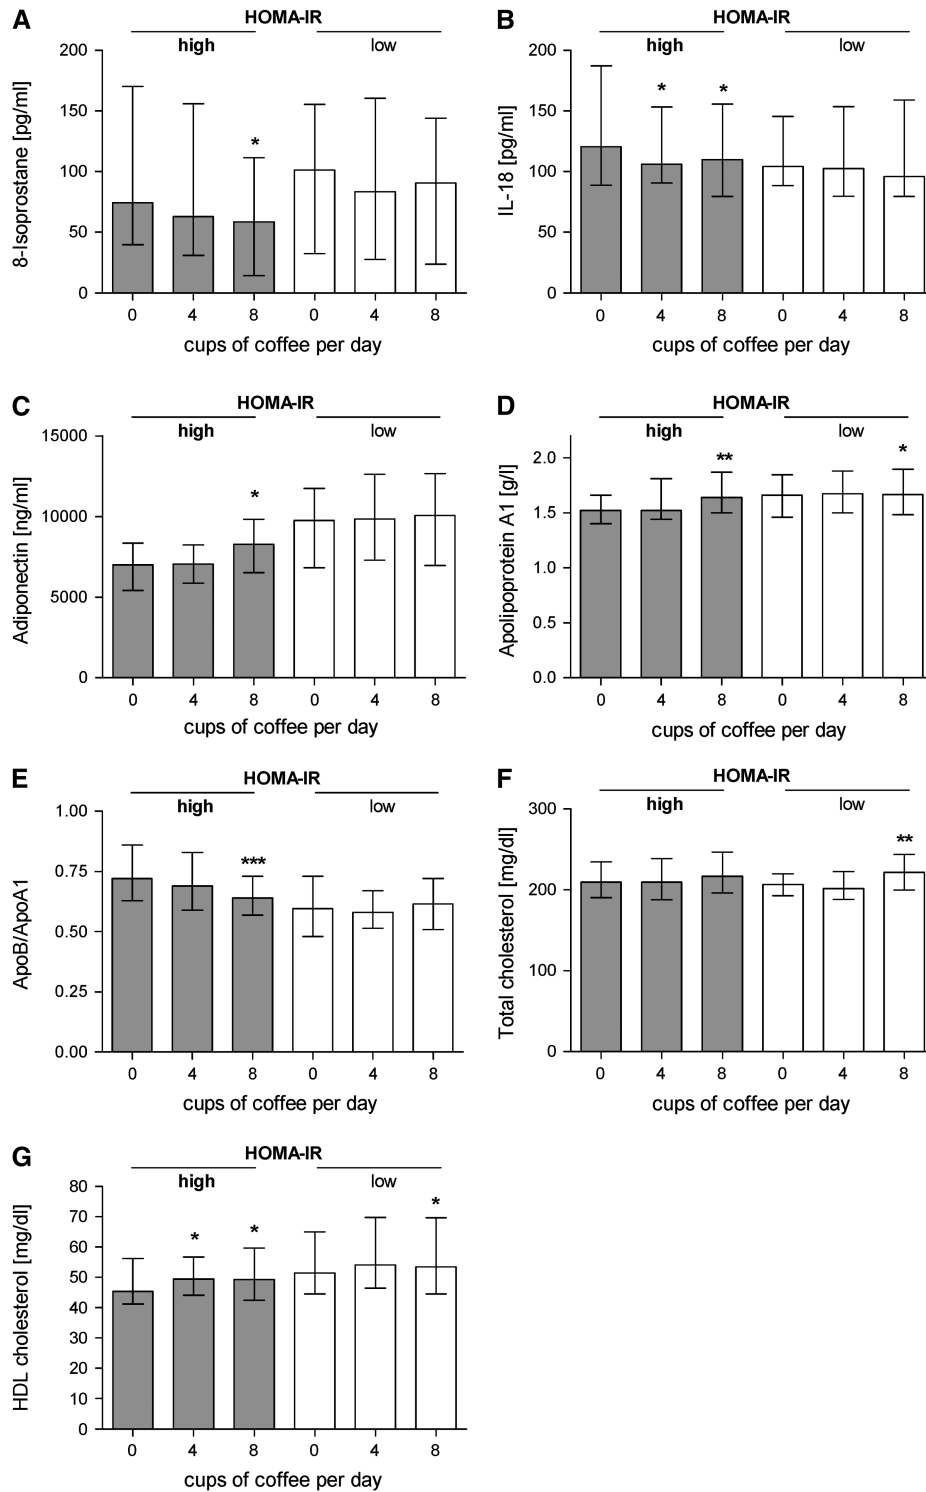 A
HOMA-IR
high low
8-Isoprostane [pg/ml]
200
150
100
50
0
*
0 4 8 0 4 8
cups of coffee per day
B
HOMA-IR
high low
IL-18 [pg/ml]
200
150
100
50
0
* *
0 4 8 0 4 8
cups of coffee per day
C
HOMA-IR
high low
Adiponectin [ng/ml]
15000
10000
5000
0
*
0 4 8 0 4 8
cups of coffee per day
D
HOMA-IR
high low
Apolipoprotein A1 [g/l]
2.0
1.5
1.0
0.5
0.0
** *
0 4 8 0 4 8
cups of coffee per day
E
HOMA-IR
high low
ApoB/ApoA1
1.00
0.75
0.50
0.25
0.00
***
0 4 8 0 4 8
cups of coffee per day
F
HOMA-IR
high low
Total cholesterol [mg/dl]
300
200
100
0
**
0 4 8 0 4 8
cups of coffee per day
G
HOMA-IR
high low
HDL cholesterol [mg/dl]
80
70
60
50
40
30
20
10
0
* * *
0 4 8 0 4 8
cups of coffee per day